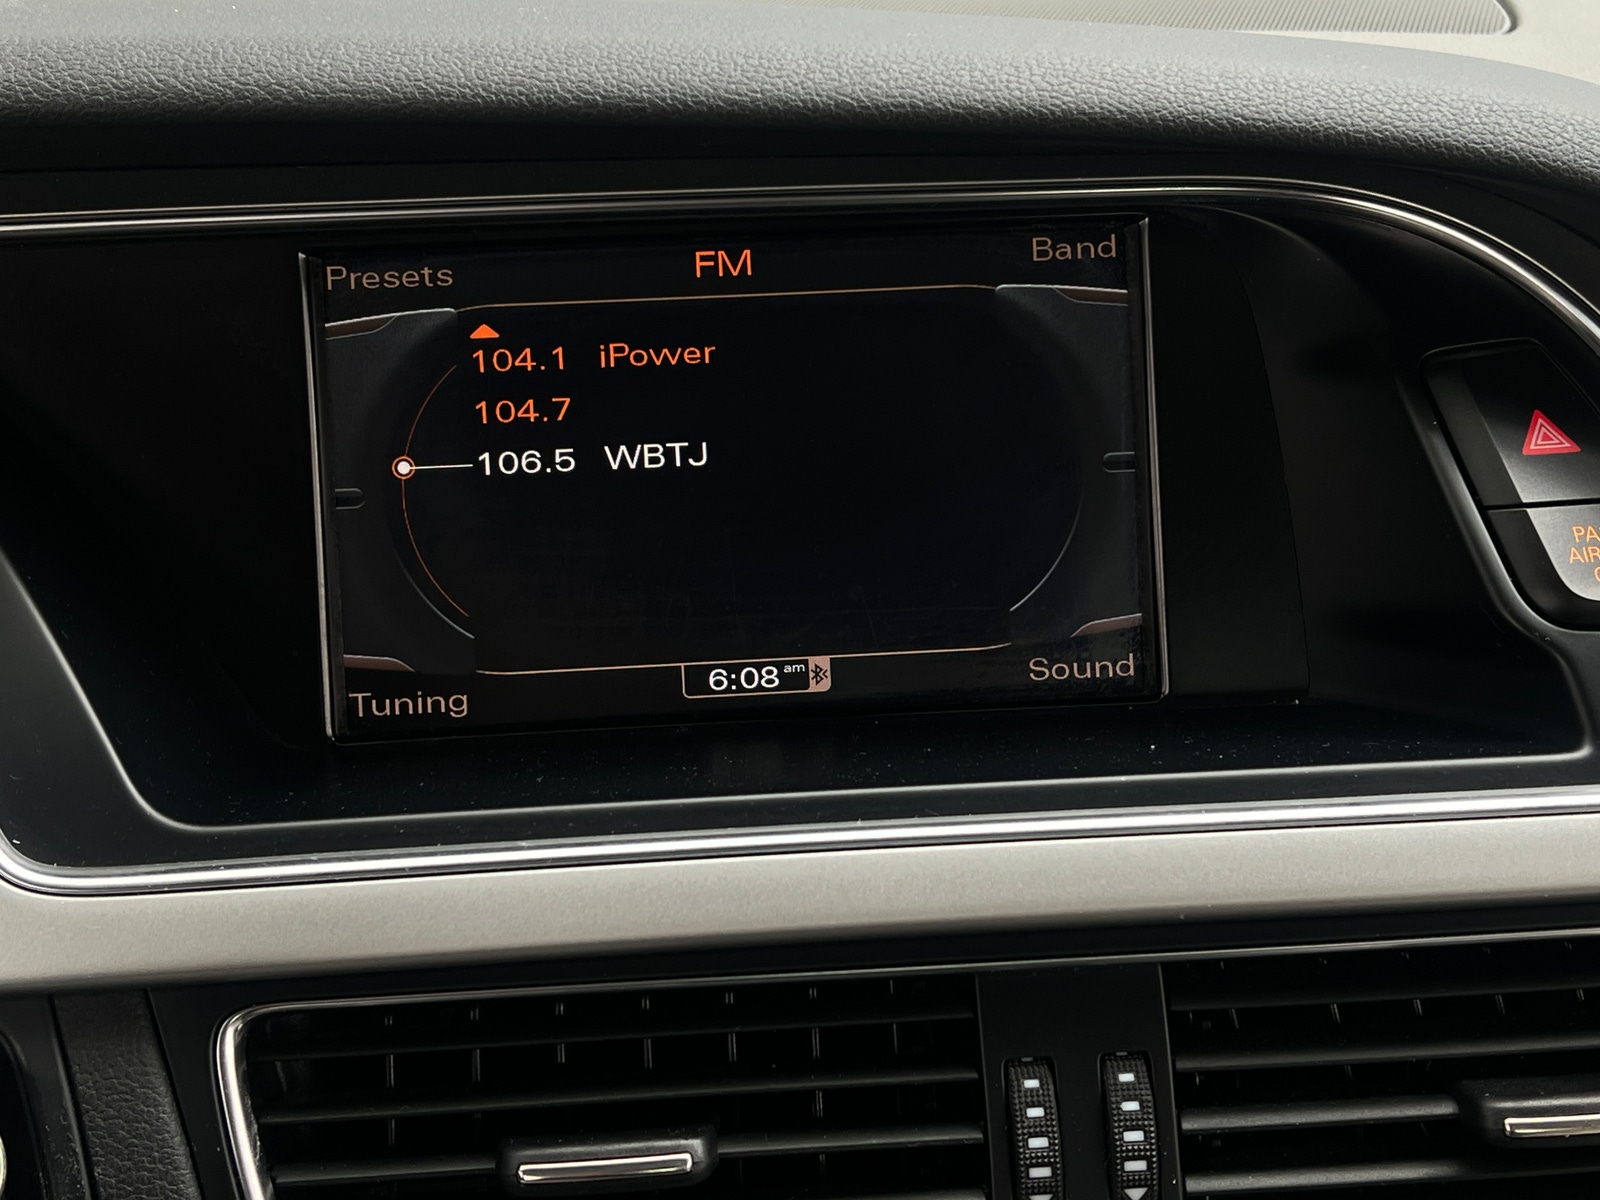 Presets
FM
Band
104.1 iPower
104.7
106.5 WBTJ
Tuning
6:08 am
Sound